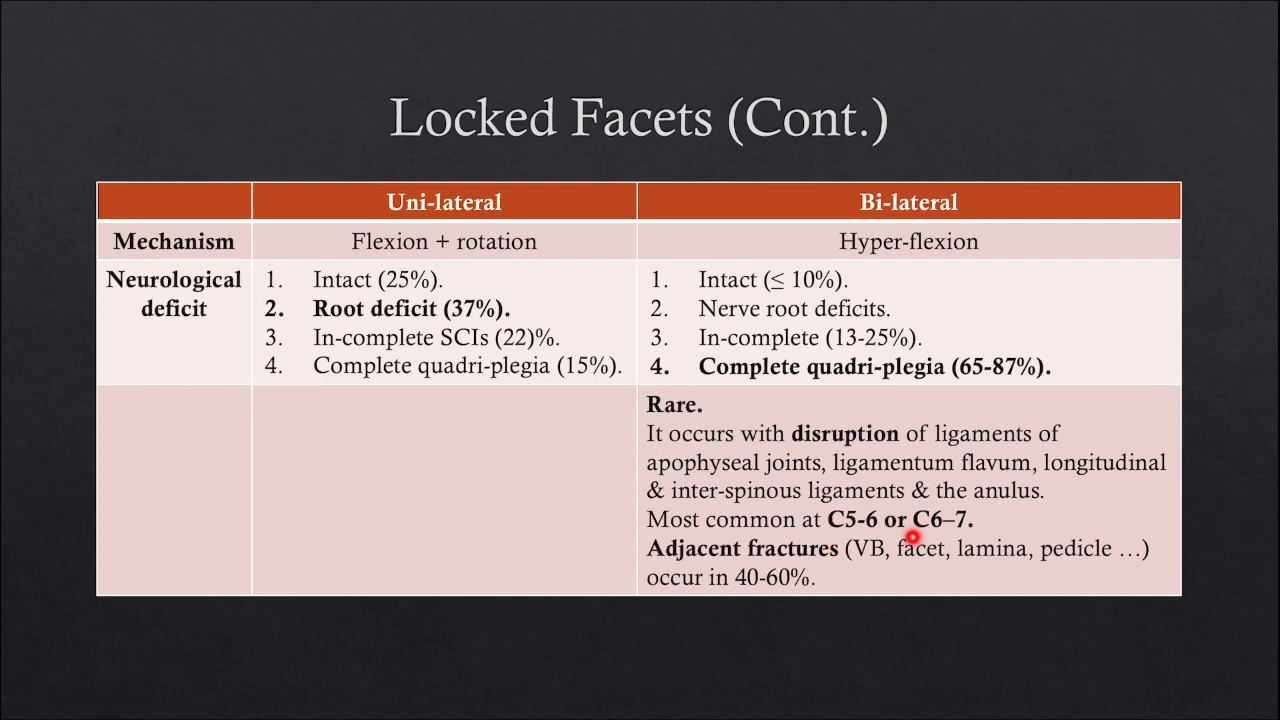 Locked Facets (Cont.)
Uni-lateral
Bi-lateral
Mechanism
Flexion + rotation
Hyper-flexion
Neurological
deficit
1. Intact (25%).
2. Root deficit (37%).
3. In-complete SCIs (22)%.
4. Complete quadri-plegia (15%).
1. Intact (≤ 10%).
2. Nerve root deficits.
3. In-complete (13-25%).
4. Complete quadri-plegia (65-87%).
Rare.
It occurs with disruption of ligaments of
apophyseal joints, ligamentum flavum, longitudinal
& inter-spinous ligaments & the anulus.
Most common at C5-6 or C6–7.
Adjacent fractures (VB, facet, lamina, pedicle …)
occur in 40-60%.